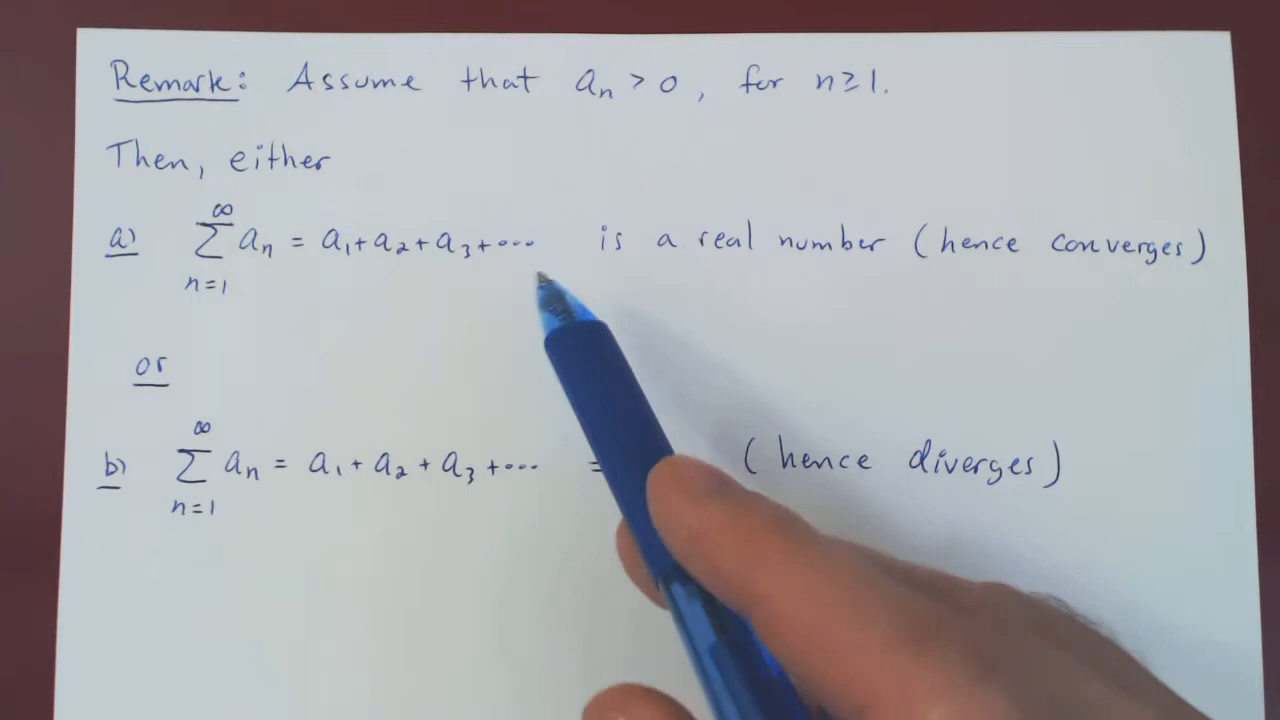 Remark: Assume that aₙ > 0, for n ≥ 1.
Then, either
a) ∑_{n=1}^{∞} aₙ = a₁ + a₂ + a₃ + ... is a real number (hence converges)
or
b) ∑_{n=1}^{∞} aₙ = a₁ + a₂ + a₃ + ... = (hence diverges)